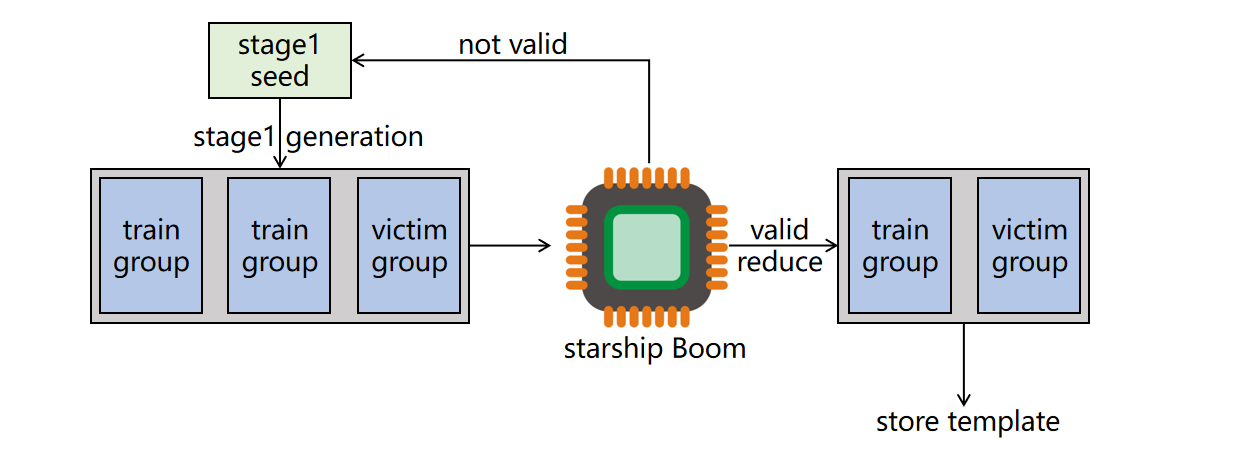 stage1
seed
not valid
stage1 generation
train
group
train
group
victim
group
starship Boom
valid
reduce
train
group
victim
group
store template